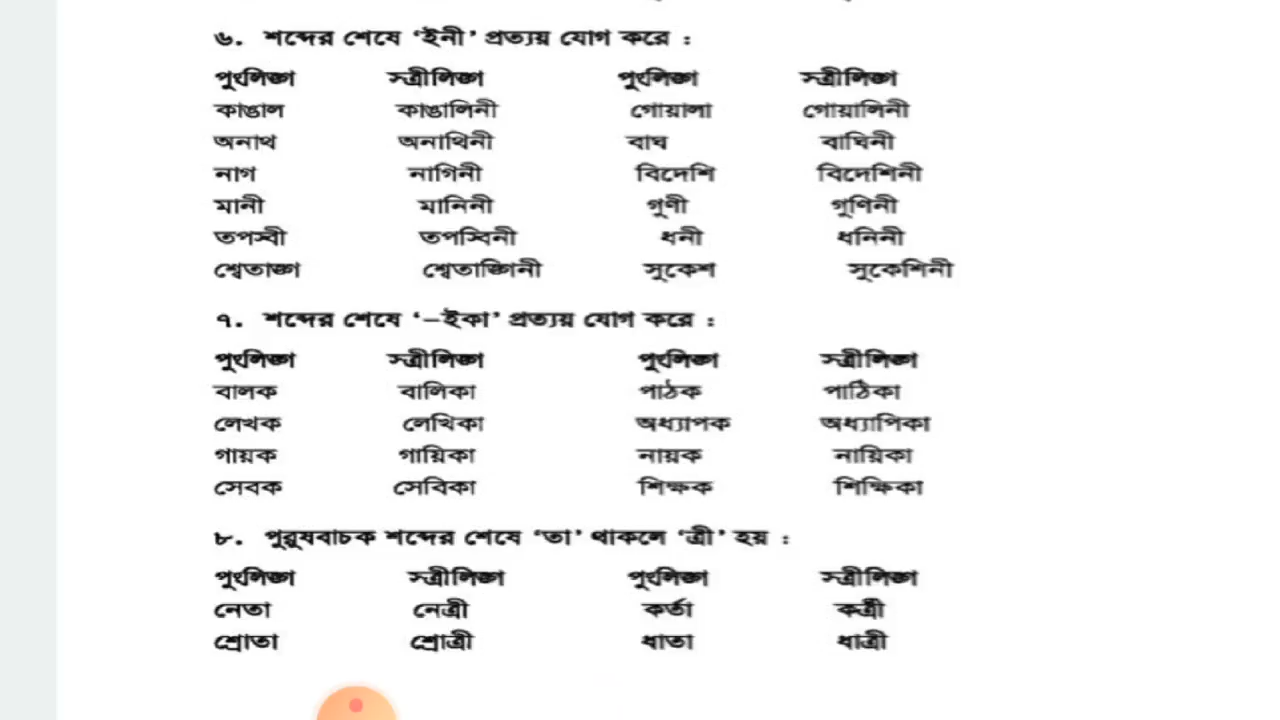 ৬. শব্দের শেষে ‘ইনী’ প্রত্যয় যোগ করে :
পুংলিঙ্গ স্ত্রীলিঙ্গ পুংলিঙ্গ স্ত্রীলিঙ্গ
কাঙাল কাঙালিনী গোয়ালা গোয়ালিনী
অনাথ অনাথিনী বাঘ বাঘিনী
নাগ নাগিনী বিদেশি বিদেশিনী
মানী মানিনী গুণী গুণিনী
তপস্বী তপস্বিনী ধনী ধনিনী
শ্বেতাঙ্গ শ্বেতাঙ্গিনী সুকেশ সুকেশিনী
৭. শব্দের শেষে ‘–ইকা’ প্রত্যয় যোগ করে :
পুংলিঙ্গ স্ত্রীলিঙ্গ পুংলিঙ্গ স্ত্রীলিঙ্গ
বালক বালিকা পাঠক পাঠিকা
লেখক লেখিকা অধ্যাপক অধ্যাপিকা
গায়ক গায়িকা নায়ক নায়িকা
সেবক সেবিকা শিক্ষক শিক্ষিকা
৮. পুরুষবাচক শব্দের শেষে ‘তা’ থাকলে ‘ত্রী’ হয় :
পুংলিঙ্গ স্ত্রীলিঙ্গ পুংলিঙ্গ স্ত্রীলিঙ্গ
নেতা নেত্রী কর্তা কর্ত্রী
শ্রোতা শ্রোত্রী ধাতা ধাত্রী